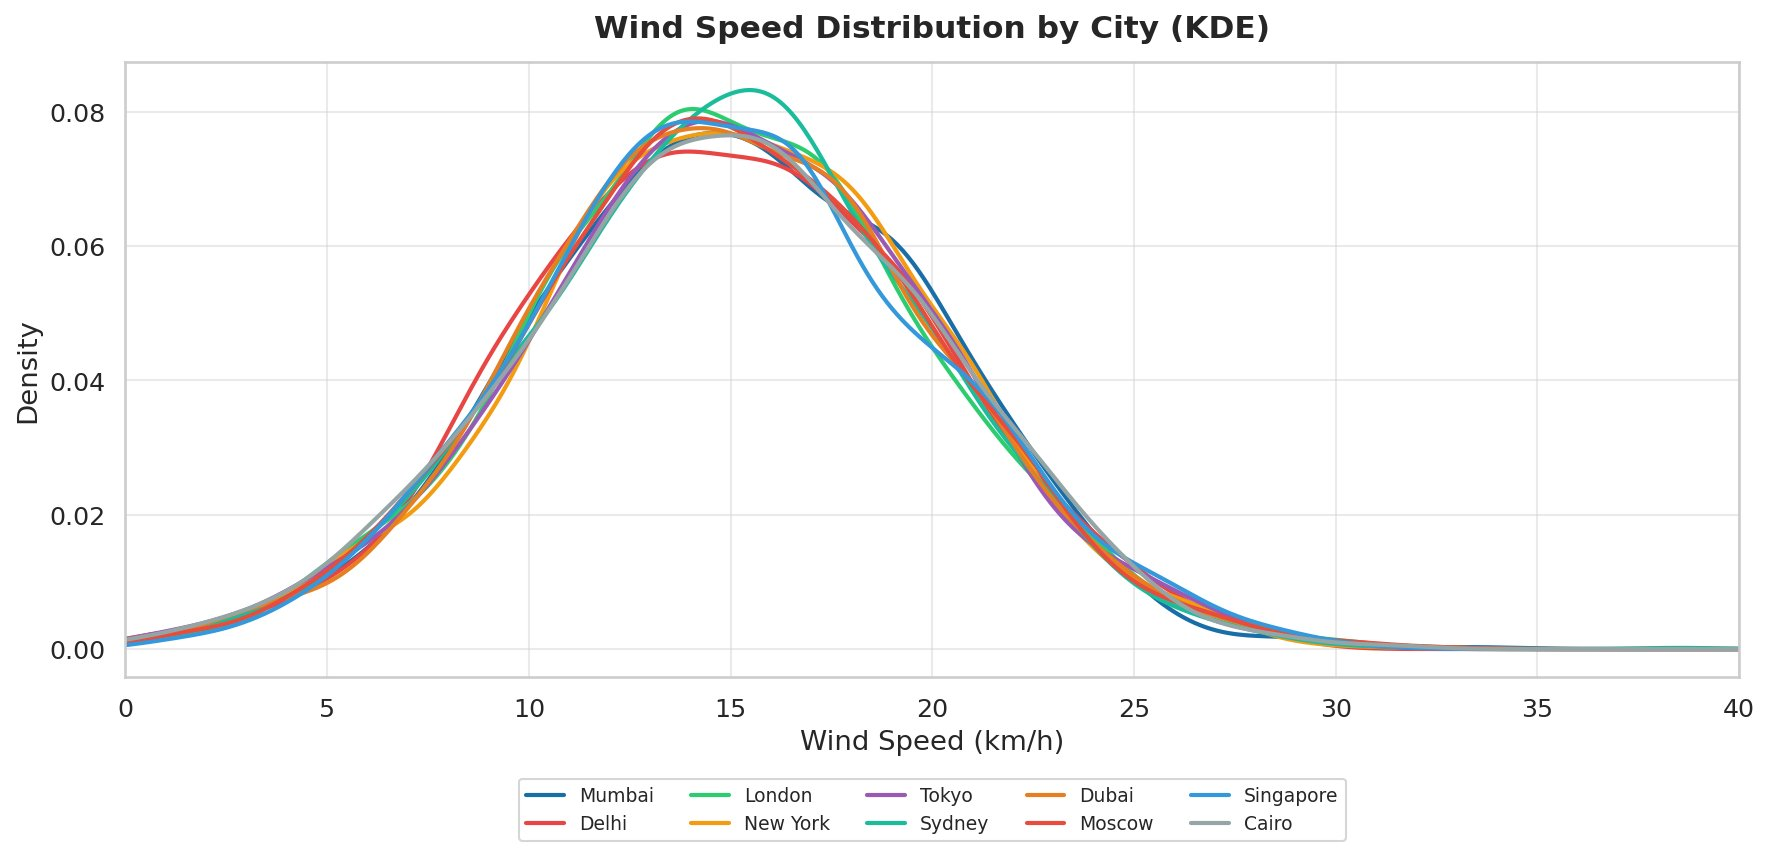 Wind Speed Distribution by City (KDE)
0.08
0.06
0.04
0.02
0.00
Density
0 5 10 15 20 25 30 35 40
Wind Speed (km/h)
Mumbai London Tokyo Dubai Singapore
Delhi New York Sydney Moscow Cairo